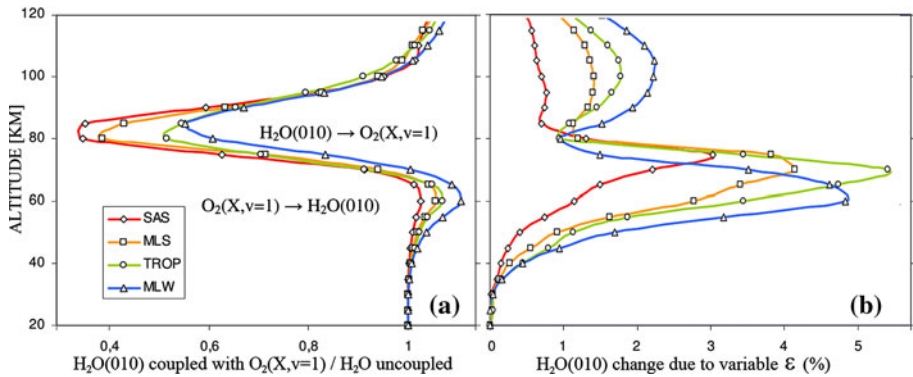 ALTITUDE [KM]
120
100
80
60
40
20
H₂O(010) → O₂(X,v=1)
O₂(X,v=1) → H₂O(010)
SAS
MLS
TROP
MLW
(a)
0,4
0,6
0,8
1
H₂O(010) coupled with O₂(X,v=1) / H₂O uncoupled
(b)
0
1
2
3
4
5
6
H₂O(010) change due to variable ε (%)